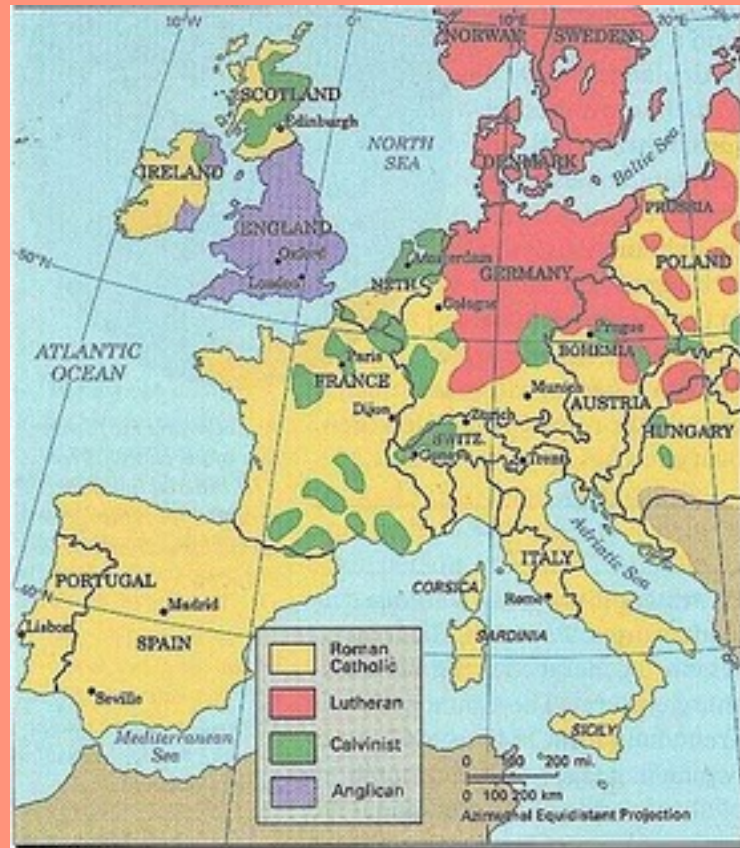 10°W
0°
10°E
20°E
NORWAY
SWEDEN
SCOTLAND
Edinburgh
NORTH
SEA
DENMARK
Baltic Sea
IRELAND
PRUSSIA
ENGLAND
Oxford
London
Amsterdam
NETH.
GERMANY
POLAND
50°N
Cologne
Prague
BOHEMIA
ATLANTIC
OCEAN
Paris
FRANCE
Munich
AUSTRIA
Dijon
Zurich
SWITZ.
HUNGARY
Geneva
Trent
Adriatic Sea
ITALY
40°N
PORTUGAL
Madrid
CORSICA
Rome
Lisbon
SPAIN
SARDINIA
Seville
Mediterranean
Sea
SICILY
Roman
Catholic
Lutheran
Calvinist
Anglican
0 100 200 mi.
0 100 200 km
Azimuthal Equidistant Projection